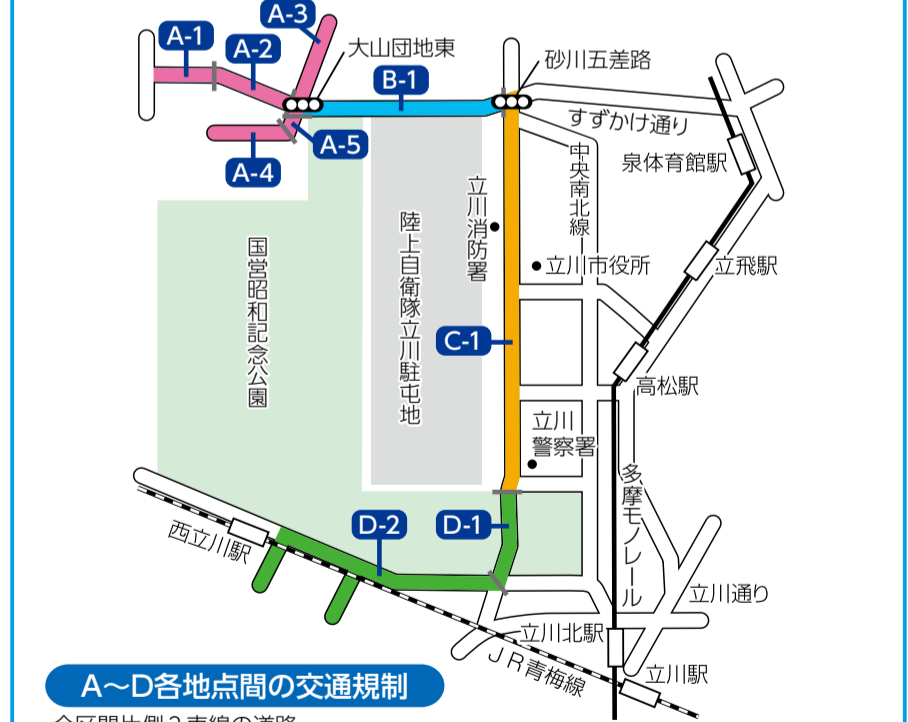 A-3
A-1
A-2
大山団地東
砂川五差路
B-1
すずかけ通り
A-5
A-4
中央南北線
泉体育館駅
立川消防署
陸上自衛隊立川駐屯地
国営昭和記念公園
立川市役所
立飛駅
C-1
高松駅
立川
警察署
多摩モノレール
D-2
D-1
西立川駅
立川通り
立川北駅
JR青梅線
立川駅
A〜D各地点間の交通規制